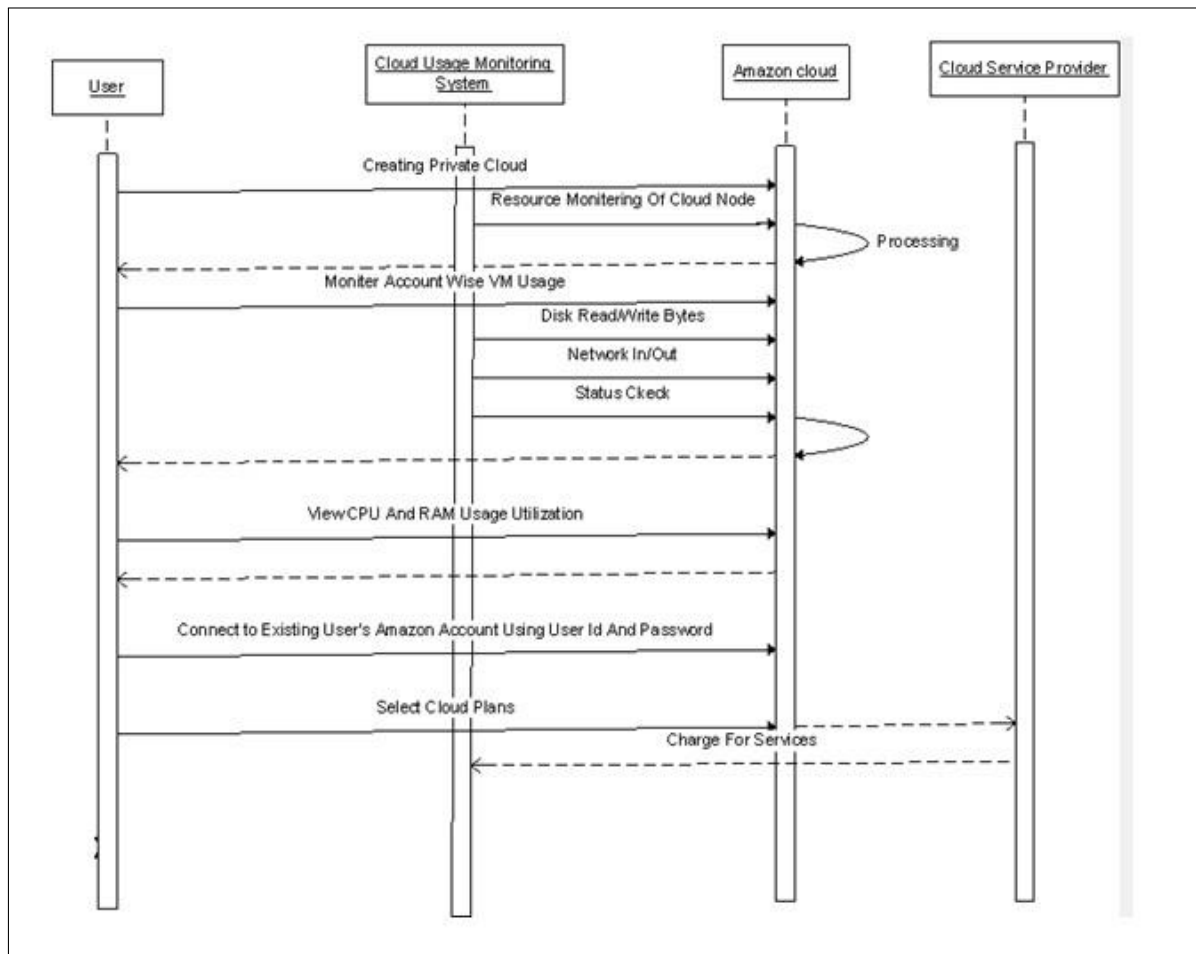 User
Cloud Usage Monitoring
System
Amazon cloud
Cloud Service Provider
Creating Private Cloud
Resource Monitering Of Cloud Node
Processing
Moniter Account Wise VM Usage
Disk Read/Write Bytes
Network In/Out
Status Ckeck
View CPU And RAM Usage Utilization
Connect to Existing User's Amazon Account Using User Id And Password
Select Cloud Plans
Charge For Services